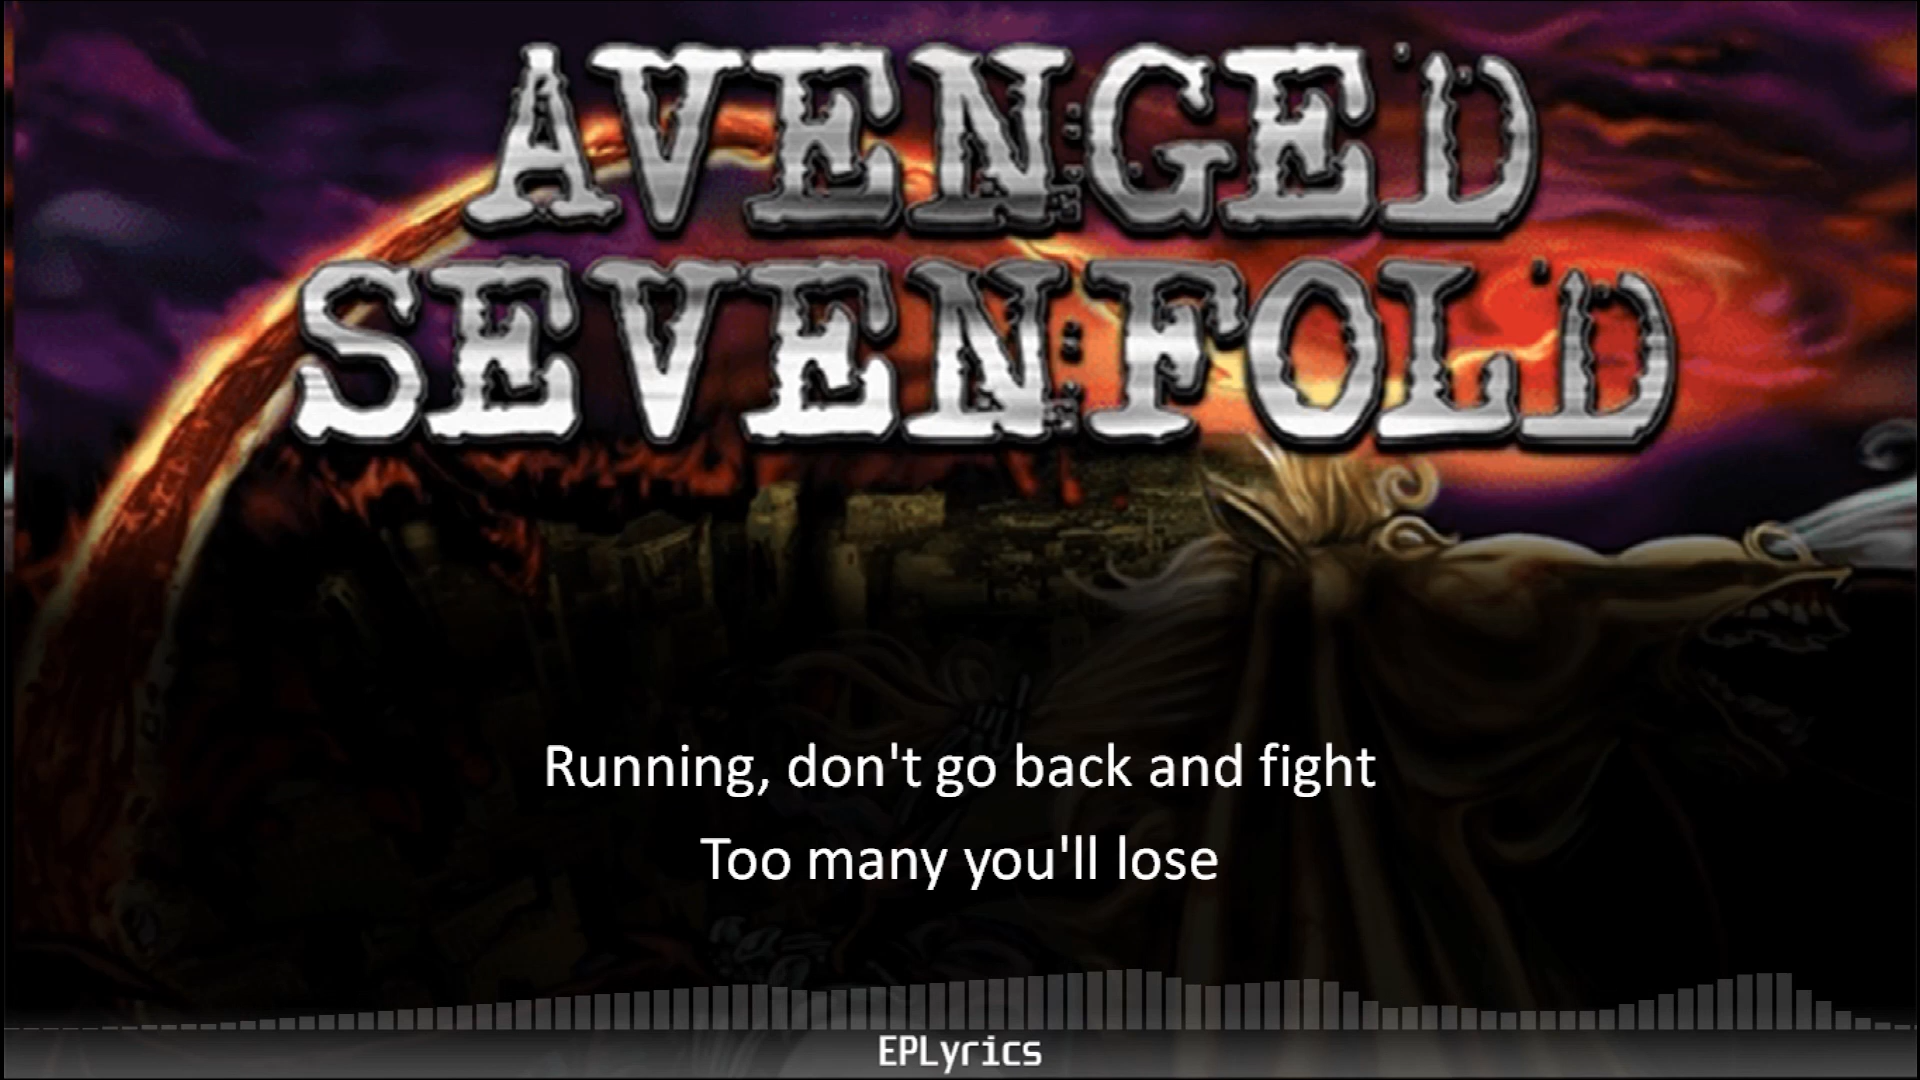 AVENGED
SEVENFOLD
Running, don't go back and fight
Too many you'll lose
EPLyrics